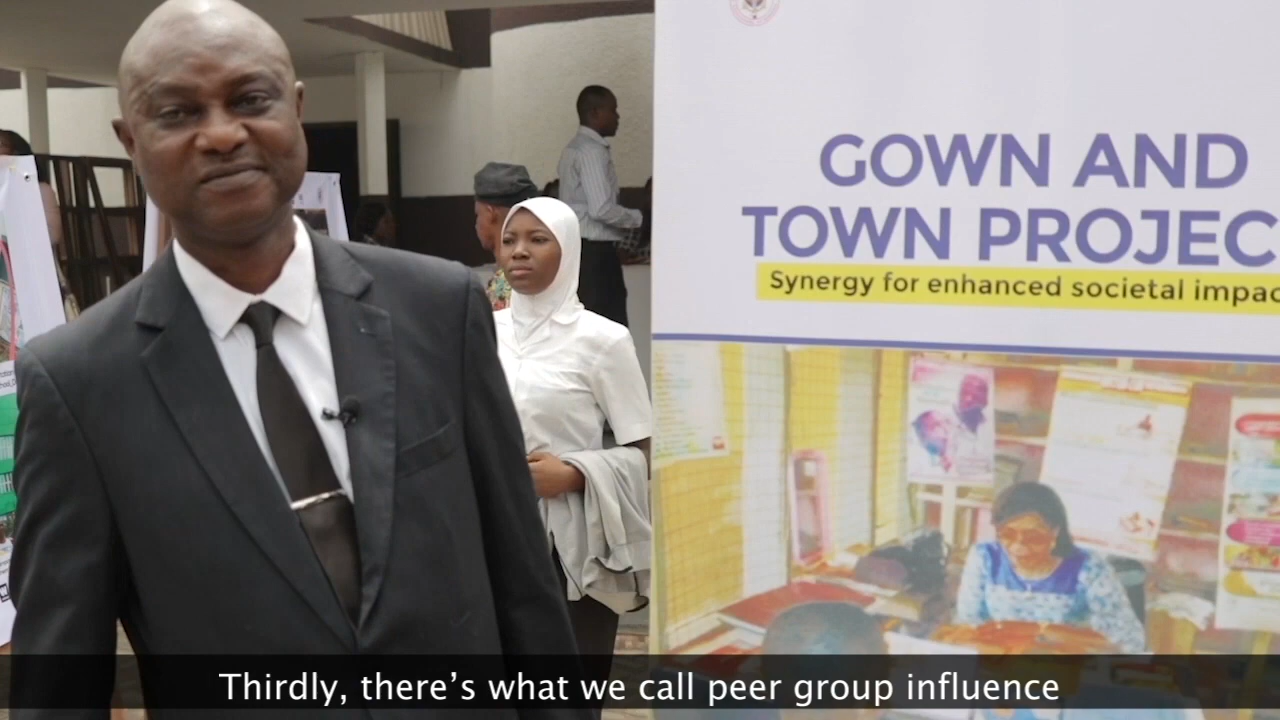 GOWN AND
TOWN PROJEC
Synergy for enhanced societal impac
Thirdly, there's what we call peer group influence